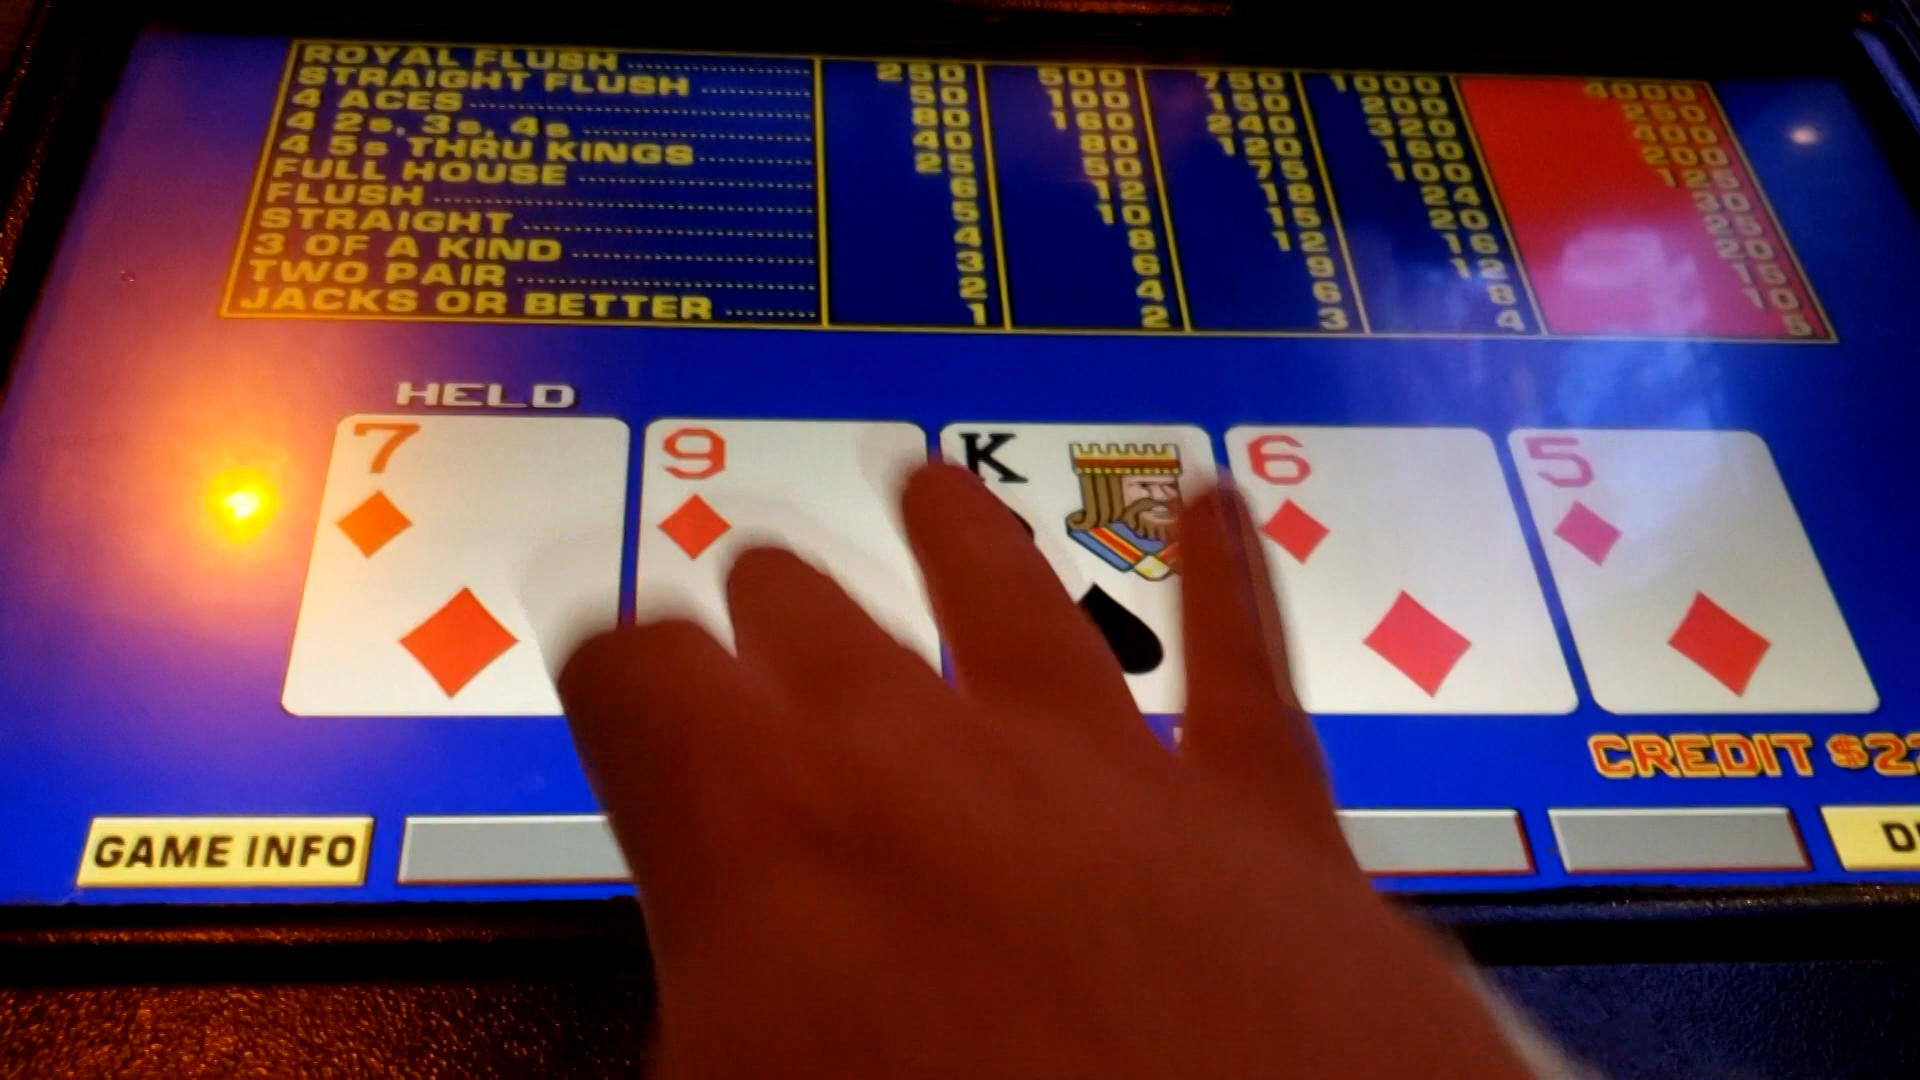 ROYAL FLUSH 250 500 750 1000 4000
STRAIGHT FLUSH 50 100 150 200 250
4 ACES 80 160 240 320 400
4 2s, 3s, 4s 40 80 120 160 200
4 5s THRU KINGS 25 50 75 100 125
FULL HOUSE 6 12 18 24 30
FLUSH 5 10 15 20 25
STRAIGHT 4 8 12 16 20
3 OF A KIND 3 6 9 12 15
TWO PAIR 2 4 6 8 10
JACKS OR BETTER 1 2 3 4 5
HELD
7 9 K 6 5
CREDIT $22
GAME INFO